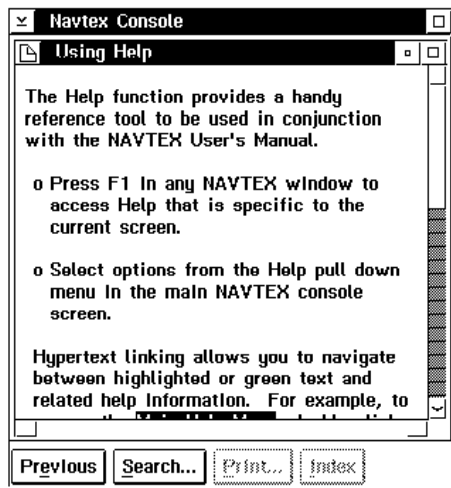 Navtex Console
Using Help
The Help function provides a handy
reference tool to be used in conjunction
with the NAVTEX User's Manual.
o Press F1 In any NAVTEX window to
access Help that is specific to the
current screen.
o Select options from the Help pull down
menu In the main NAVTEX console
screen.
Hypertext linking allows you to navigate
between highlighted or green text and
related help Information. For example, to
Previous Search... Print... Index